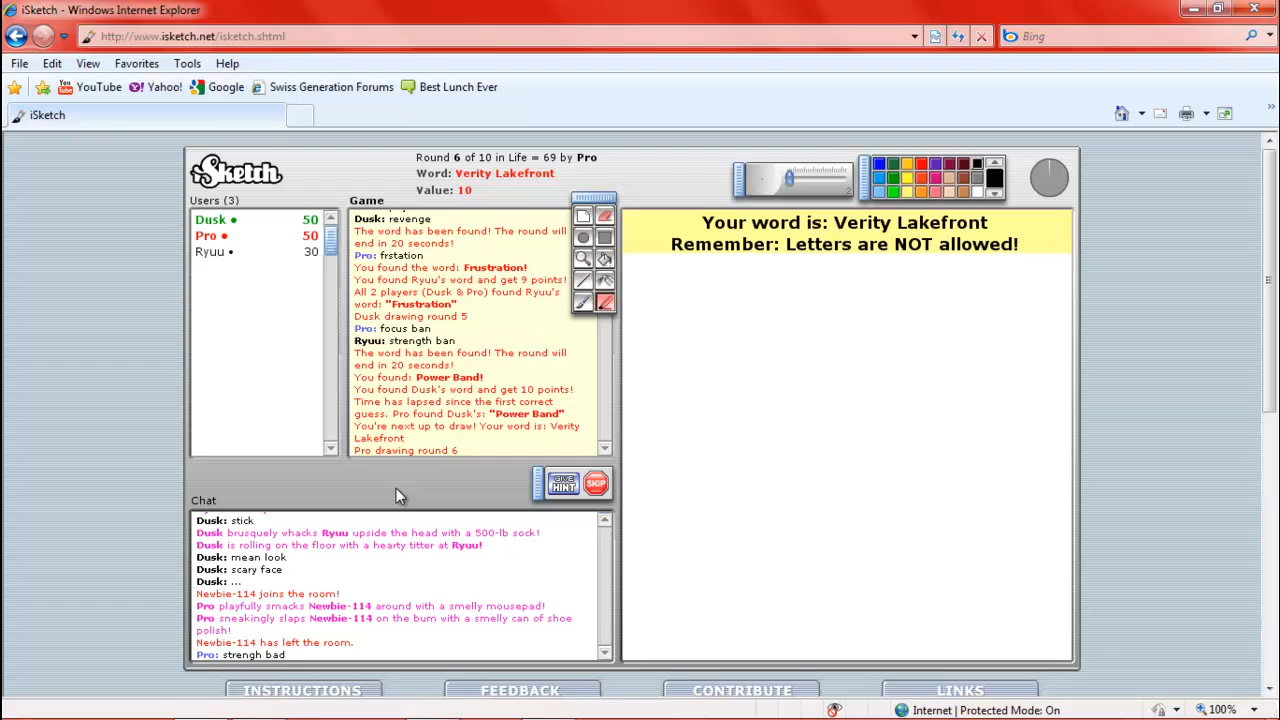 iSketch - Windows Internet Explorer
http://www.isketch.net/isketch.shtml
Bing
File Edit View Favorites Tools Help
YouTube Yahoo! Google Swiss Generation Forums Best Lunch Ever
iSketch
iSketch
Round 6 of 10 in Life = 69 by Pro
Word: Verity Lakefront
Value: 10
2
Users (3)
Dusk 50
Pro 50
Ryuu 30
Game
Dusk: revenge
The word has been found! The round will
end in 20 seconds!
Pro: frstation
You found the word: Frustration!
You found Ryuu's word and get 9 points!
All 2 players (Dusk & Pro) found Ryuu's
word: "Frustration"
Dusk drawing round 5
Pro: focus ban
Ryuu: strength ban
The word has been found! The round will
end in 20 seconds!
You found: Power Band!
You found Dusk's word and get 10 points!
Time has lapsed since the first correct
guess. Pro found Dusk's: "Power Band"
You're next up to draw! Your word is: Verity
Lakefront
Pro drawing round 6
Your word is: Verity Lakefront
Remember: Letters are NOT allowed!
GIVE
HINT
SKIP
Chat
Dusk: stick
Dusk brusquely whacks Ryuu upside the head with a 500-lb sock!
Dusk is rolling on the floor with a hearty titter at Ryuu!
Dusk: mean look
Dusk: scary face
Dusk: ...
Newbie-114 joins the room!
Pro playfully smacks Newbie-114 around with a smelly mousepad!
Pro sneakingly slaps Newbie-114 on the bum with a smelly can of shoe
polish!
Newbie-114 has left the room.
Pro: strengh bad
INSTRUCTIONS FEEDBACK CONTRIBUTE LINKS
Internet | Protected Mode: On
100%